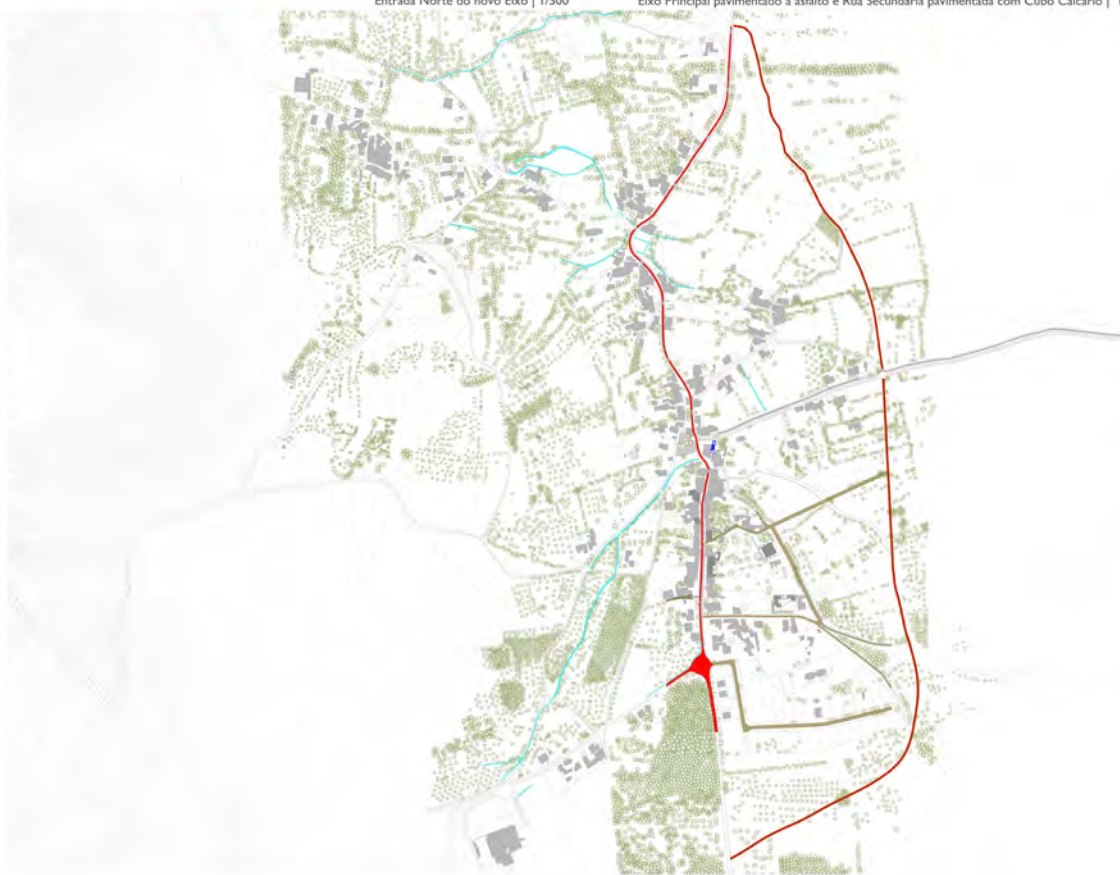 Entrada Norte do novo Eixo | 1/500
Eixo Principal pavimentado a asfalto e Rua Secundária pavimentada com Cubo Calcário |